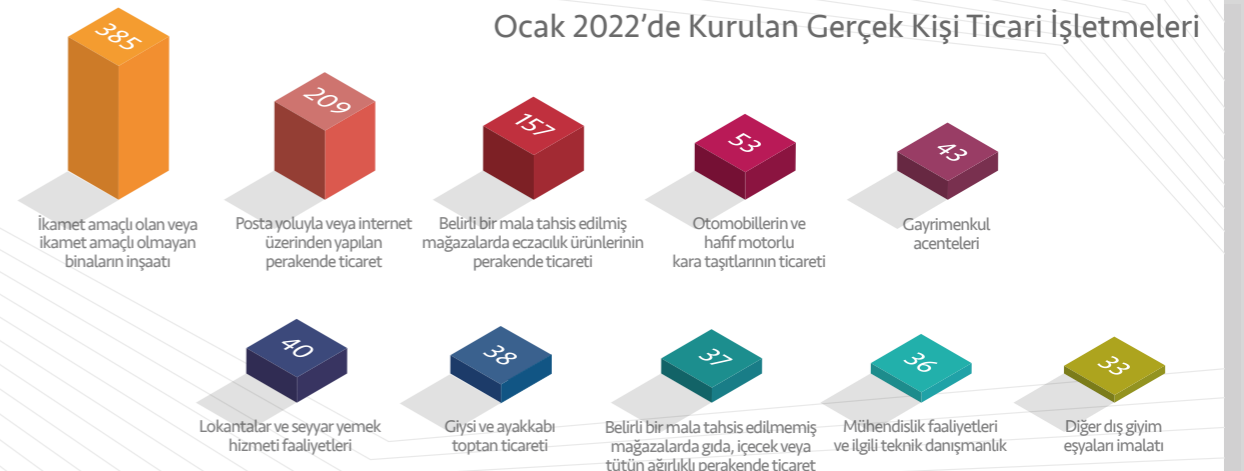 Ocak 2022’de Kurulan Gerçek Kişi Ticari İşletmeleri
385
İkamet amaçlı olan veya
ikamet amaçlı olmayan
binaların inşaatı
209
Posta yoluyla veya internet
üzerinden yapılan
perakende ticaret
157
Belirli bir mala tahsis edilmiş
mağazalarda eczacılık ürünlerinin
perakende ticareti
53
Otomobillerin ve
hafif motorlu
kara taşıtlarının ticareti
43
Gayrimenkul
acenteleri
40
Lokantalar ve seyyar yemek
hizmeti faaliyetleri
38
Giysi ve ayakkabı
toptan ticareti
37
Belirli bir mala tahsis edilmemiş
mağazalarda gıda, içecek veya
tütün ağırlıklı perakende ticaret
36
Mühendislik faaliyetleri
ve ilgili teknik danışmanlık
33
Diğer dış giyim
eşyaları imalatı